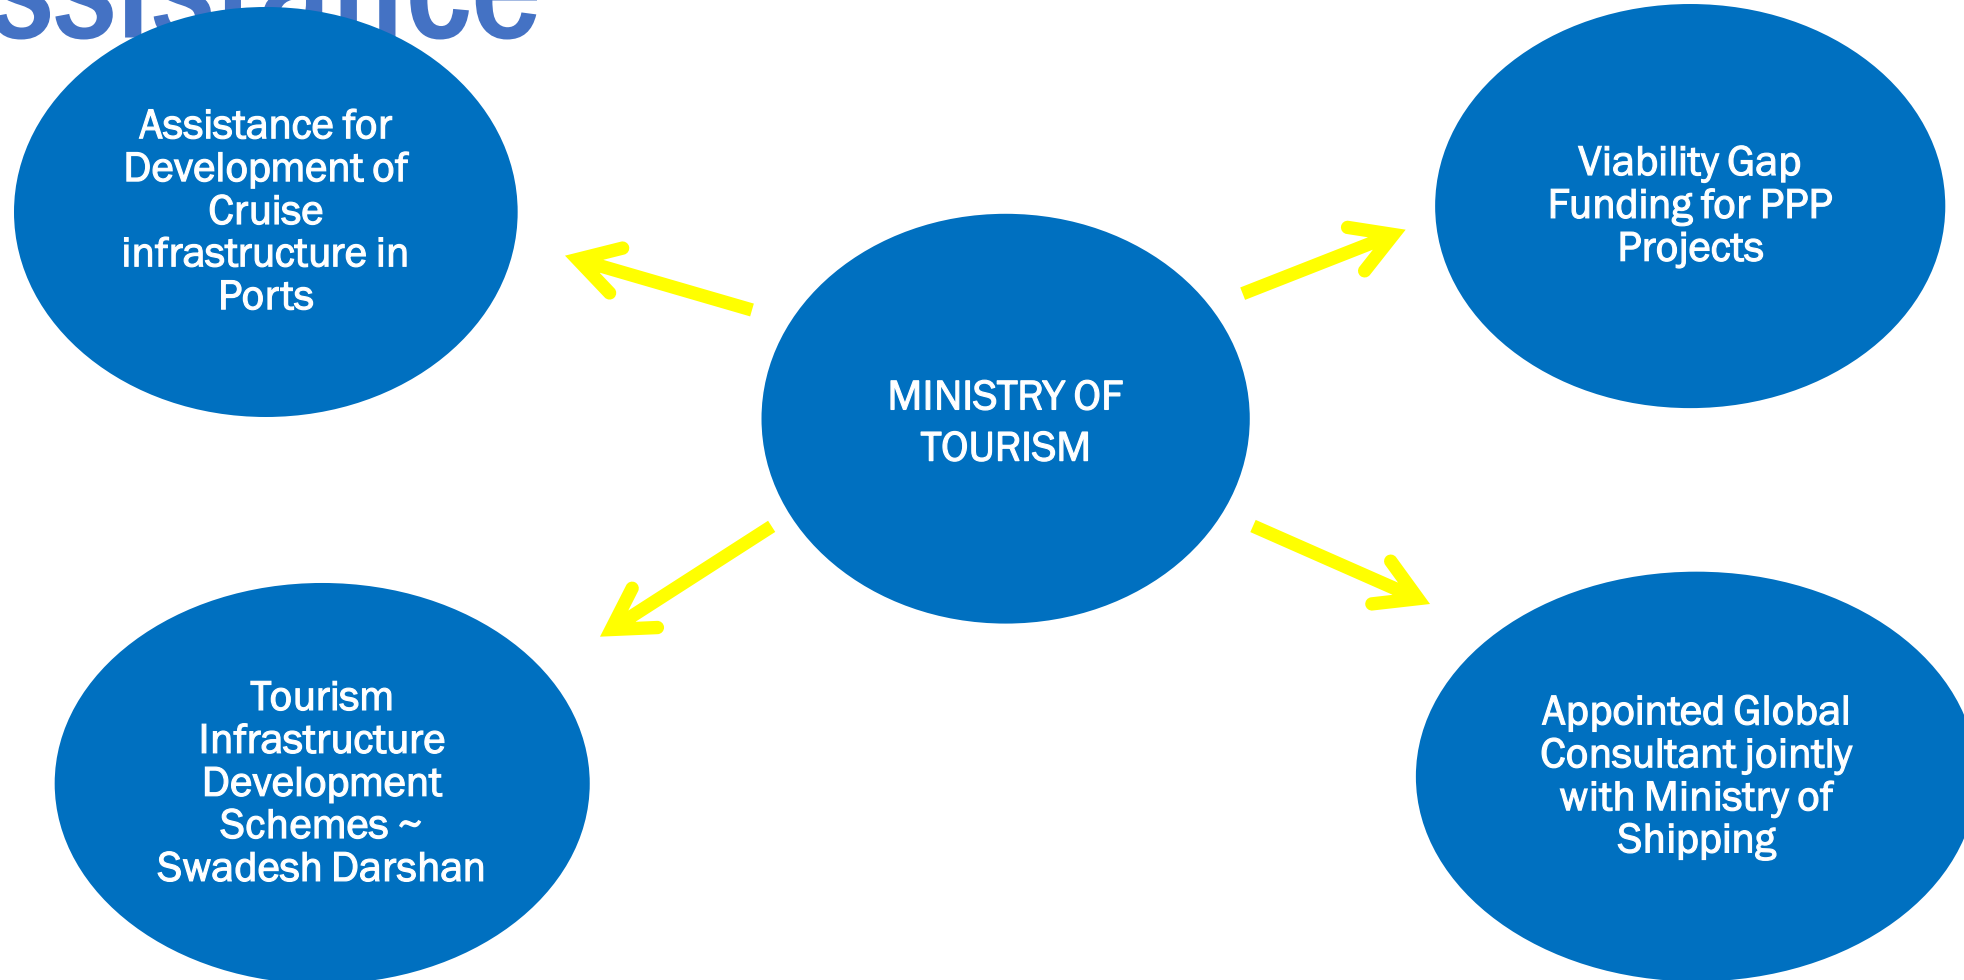 Assistance for
Development of
Cruise
infrastructure in
Ports
Viability Gap
Funding for PPP
Projects
MINISTRY OF
TOURISM
Tourism
Infrastructure
Development
Schemes ~
Swadesh Darshan
Appointed Global
Consultant jointly
with Ministry of
Shipping